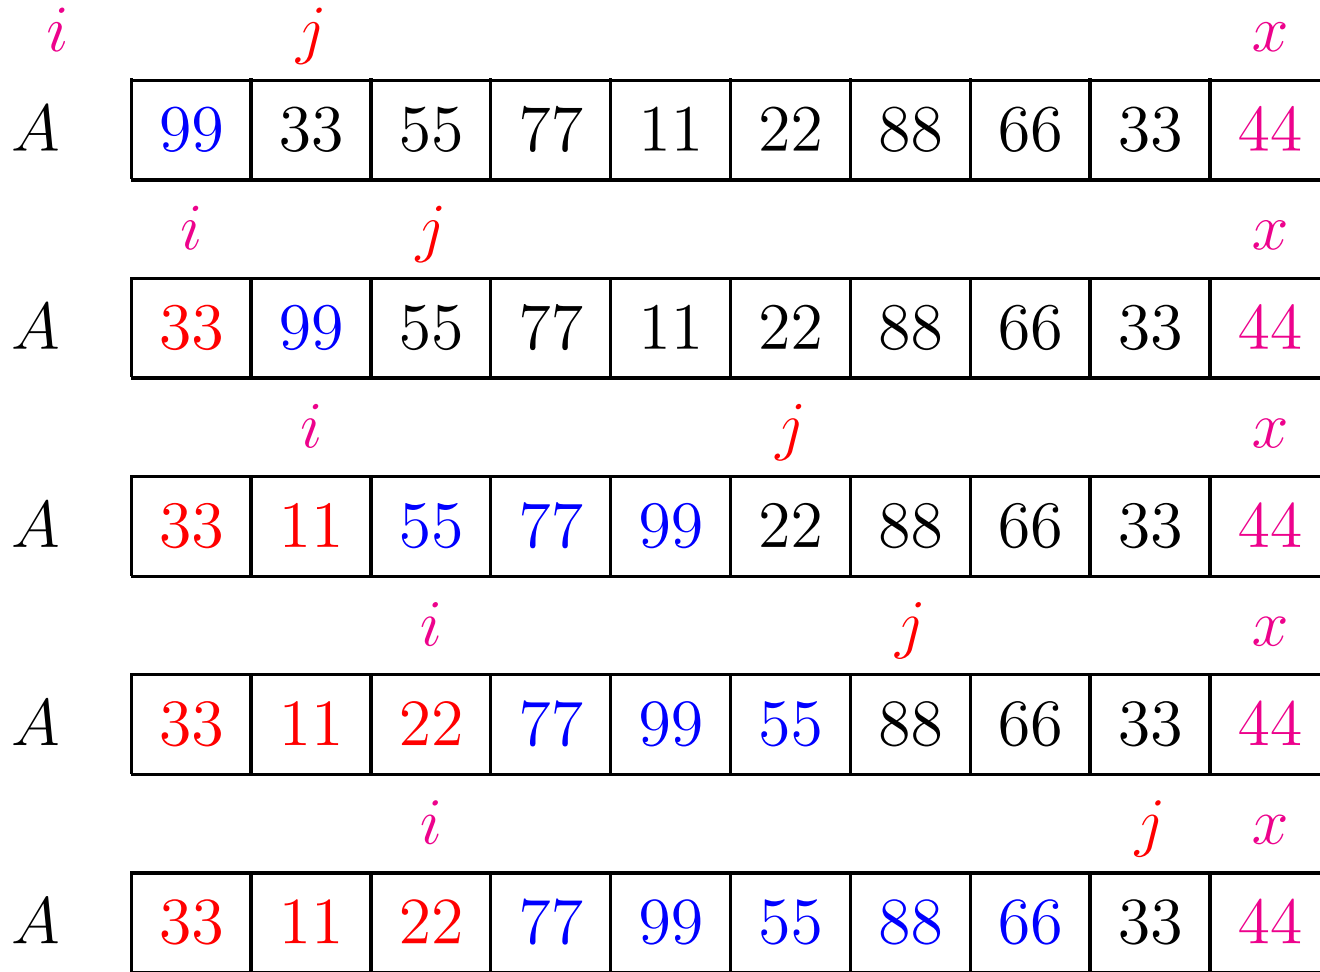 i j x
A 99 33 55 77 11 22 88 66 33 44
i j x
A 33 99 55 77 11 22 88 66 33 44
i j x
A 33 11 55 77 99 22 88 66 33 44
i j x
A 33 11 22 77 99 55 88 66 33 44
i j x
A 33 11 22 77 99 55 88 66 33 44